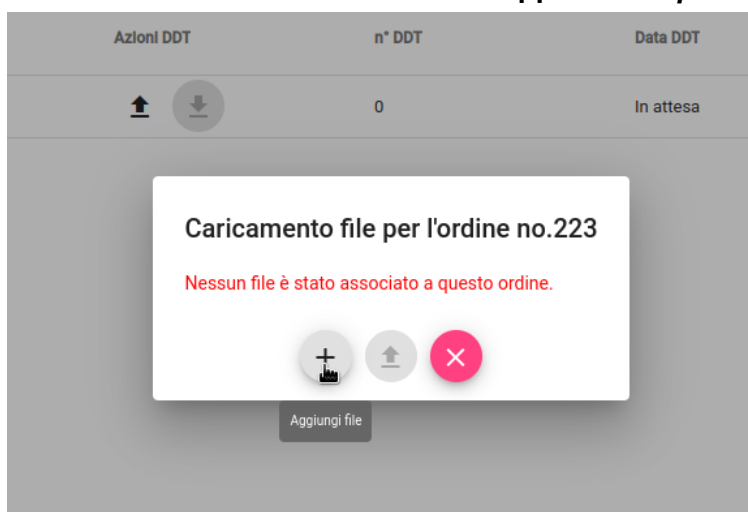 Azioni DDT
n° DDT
Data DDT
0
In attesa
Caricamento file per l'ordine no.223
Nessun file è stato associato a questo ordine.
Aggiungi file